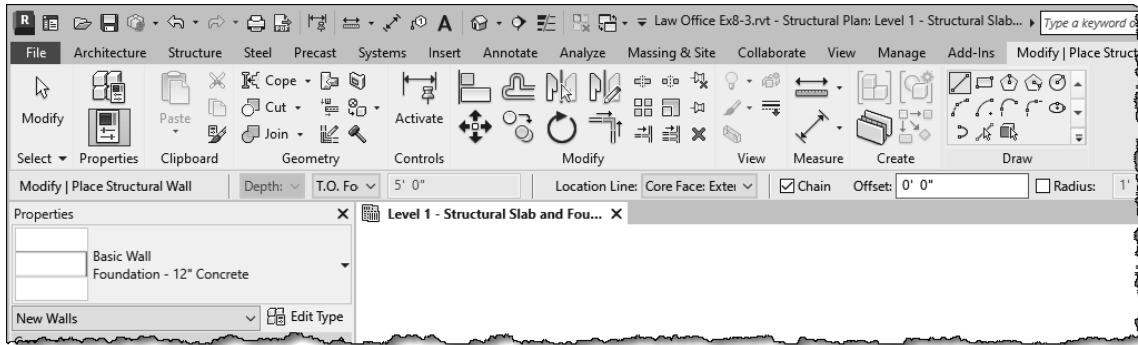 R A Law Office Ex8-3.rvt - Structural Plan: Level 1 - Structural Slab... Type a keyword o
File Architecture Structure Steel Precast Systems Insert Annotate Analyze Massing & Site Collaborate View Manage Add-Ins Modify | Place Struct
Cope
Modify Paste Cut Activate
Join
Select Properties Clipboard Geometry Controls Modify View Measure Create Draw
Modify | Place Structural Wall Depth: T.O. Fo 5' 0" Location Line: Core Face: Exter Chain Offset: 0' 0" Radius: 1'
Properties Level 1 - Structural Slab and Fou...
Basic Wall
Foundation - 12" Concrete
New Walls Edit Type